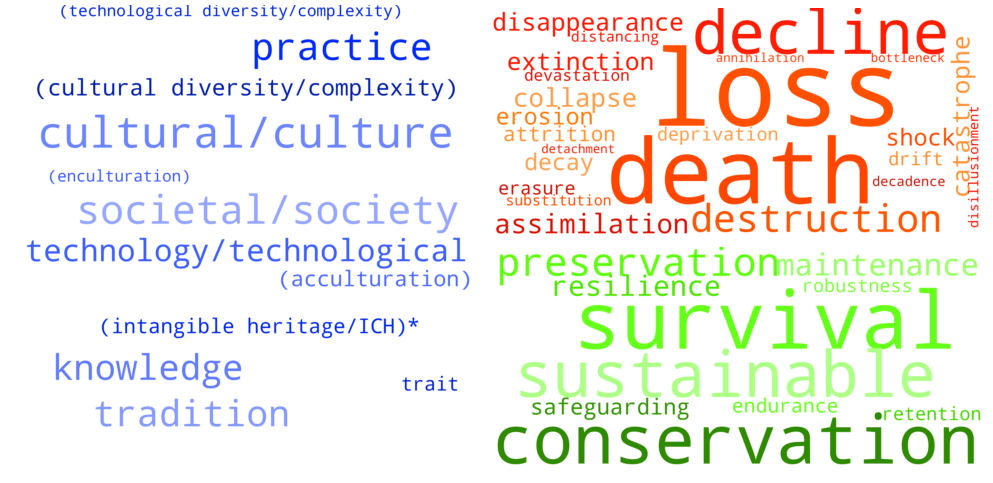 (technological diversity/complexity)
practice
(cultural diversity/complexity)
cultural/culture
(enculturation)
societal/society
technology/technological
(acculturation)
(intangible heritage/ICH)*
knowledge
trait
tradition
disappearance
decline
distancing
extinction
annihilation
bottleneck
devastation
loss
catastrophe
collapse
erosion
attrition
deprivation
shock
detachment
death
drift
decay
disillusionment
erasure
decadence
substitution
assimilation
destruction
preservation
maintenance
resilience
robustness
survival
sustainable
safeguarding
endurance
retention
conservation